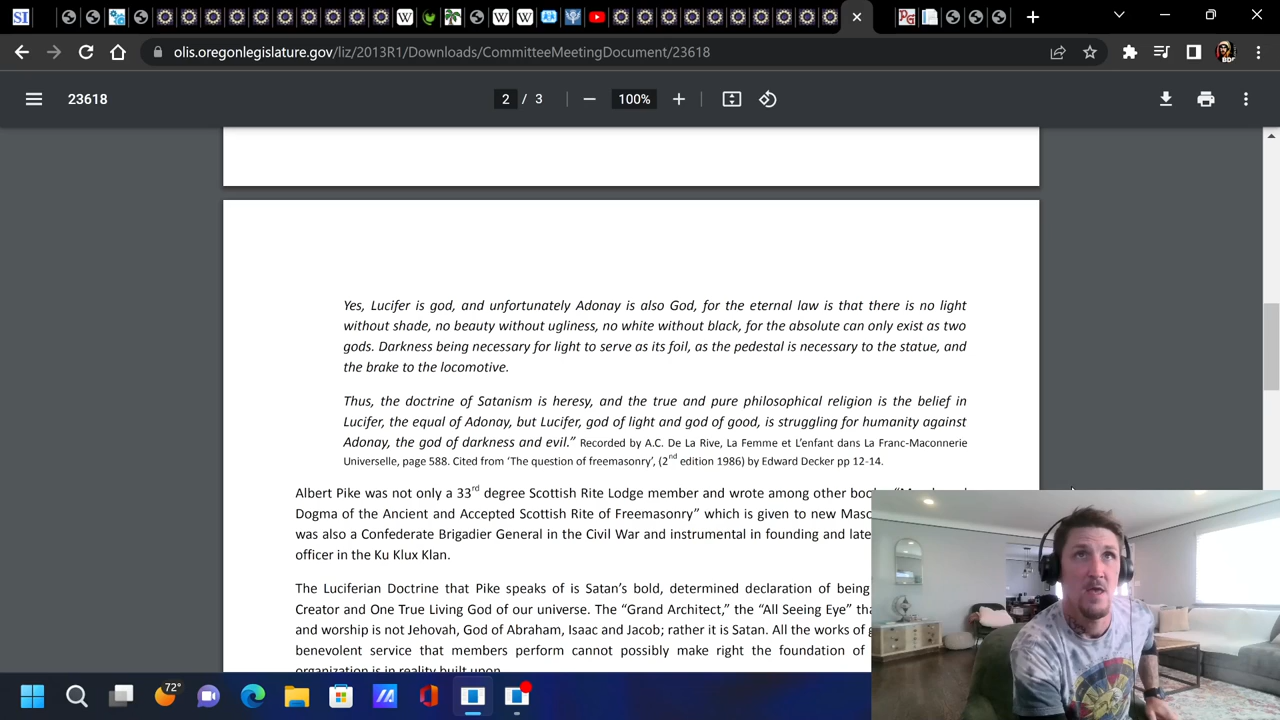 olis.oregonlegislature.gov/liz/2013R1/Downloads/CommitteeMeetingDocument/23618
23618
2 / 3
100%
Yes, Lucifer is god, and unfortunately Adonay is also God, for the eternal law is that there is no light
without shade, no beauty without ugliness, no white without black, for the absolute can only exist as two
gods. Darkness being necessary for light to serve as its foil, as the pedestal is necessary to the statue, and
the brake to the locomotive.
Thus, the doctrine of Satanism is heresy, and the true and pure philosophical religion is the belief in
Lucifer, the equal of Adonay, but Lucifer, god of light and god of good, is struggling for humanity against
Adonay, the god of darkness and evil.” Recorded by A.C. De La Rive, La Femme et L’enfant dans La Franc-Maconnerie
Universelle, page 588. Cited from ‘The question of freemasonry’, (2nd edition 1986) by Edward Decker pp 12-14.
Albert Pike was not only a 33rd degree Scottish Rite Lodge member and wrote among other
Dogma of the Ancient and Accepted Scottish Rite of Freemasonry” which is given to new
was also a Confederate Brigadier General in the Civil War and instrumental in founding and
officer in the Ku Klux Klan.
The Luciferian Doctrine that Pike speaks of is Satan’s bold, determined declaration of being
Creator and One True Living God of our universe. The “Grand Architect,” the “All Seeing Eye”
and worship is not Jehovah, God of Abraham, Isaac and Jacob; rather it is Satan. All the works of
benevolent service that members perform cannot possibly make right the foundation of
organization is in reality built upon.
72°